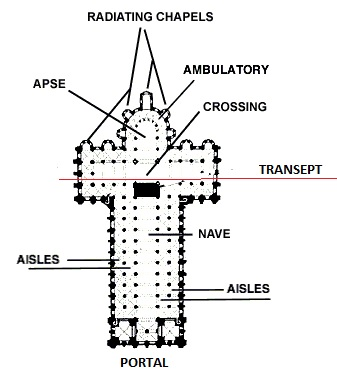 RADIATING CHAPELS
AMBULATORY
APSE
CROSSING
TRANSEPT
NAVE
AISLES
AISLES
PORTAL